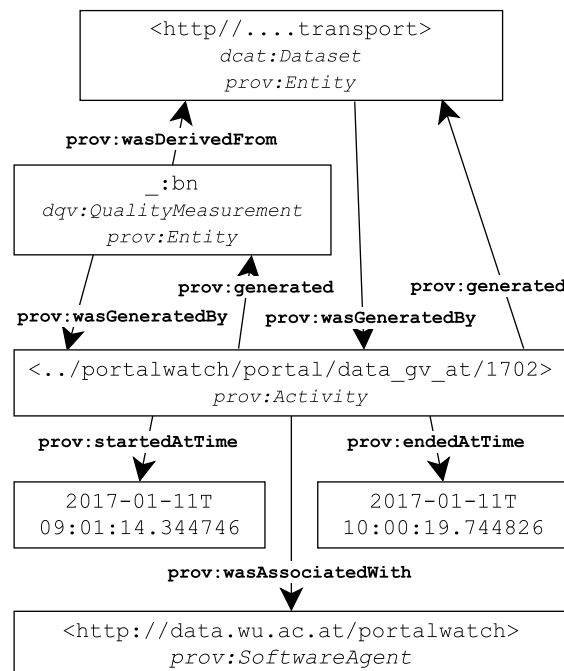 <http//....transport>
dcat:Dataset
prov:Entity
prov:wasDerivedFrom
_:bn
dqv:QualityMeasurement
prov:Entity
prov:generated
prov:generated
prov:wasGeneratedBy
prov:wasGeneratedBy
<../portalwatch/portal/data_gv_at/1702>
prov:Activity
prov:startedAtTime
prov:endedAtTime
2017-01-11T
09:01:14.344746
2017-01-11T
10:00:19.744826
prov:wasAssociatedWith
<http://data.wu.ac.at/portalwatch>
prov:SoftwareAgent